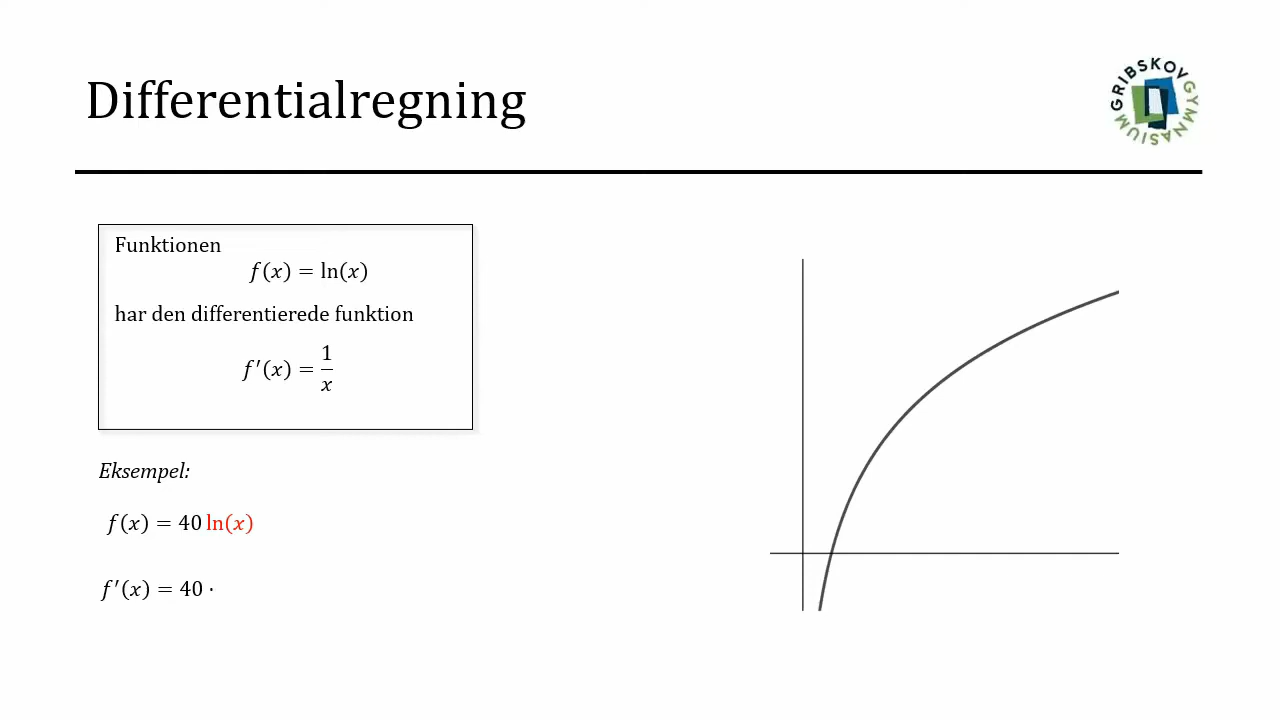 Differentialregning
GRIBSKOV GYMNASIUM
Funktionen
f(x) = ln(x)
har den differentierede funktion
f′(x) = 1/x
Eksempel:
f(x) = 40 ln(x)
f′(x) = 40 ·